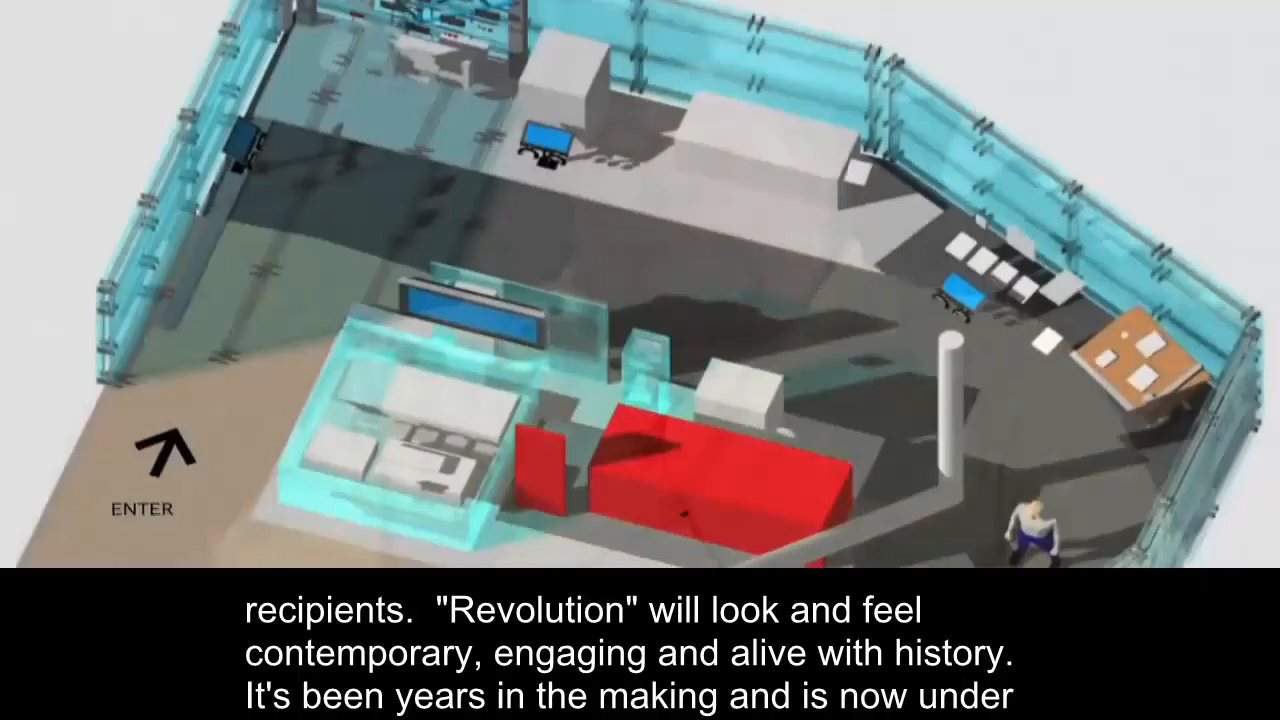 ENTER
recipients.  "Revolution" will look and feel
contemporary, engaging and alive with history.
It's been years in the making and is now under